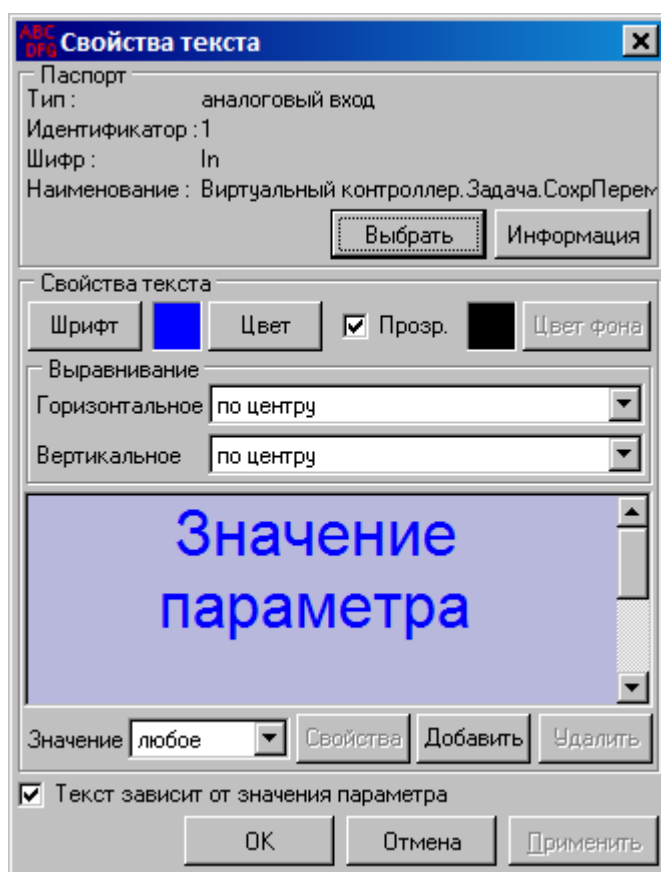 ABC DFG Свойства текста
Паспорт
Тип : аналоговый вход
Идентификатор : 1
Шифр : In
Наименование : Виртуальный контроллер.Задача.СохрПерем
Выбрать Информация
Свойства текста
Шрифт Цвет Прозр. Цвет фона
Выравнивание
Горизонтальное по центру
Вертикальное по центру
Значение
параметра
Значение любое Свойства Добавить Удалить
Текст зависит от значения параметра
ОК Отмена Применить